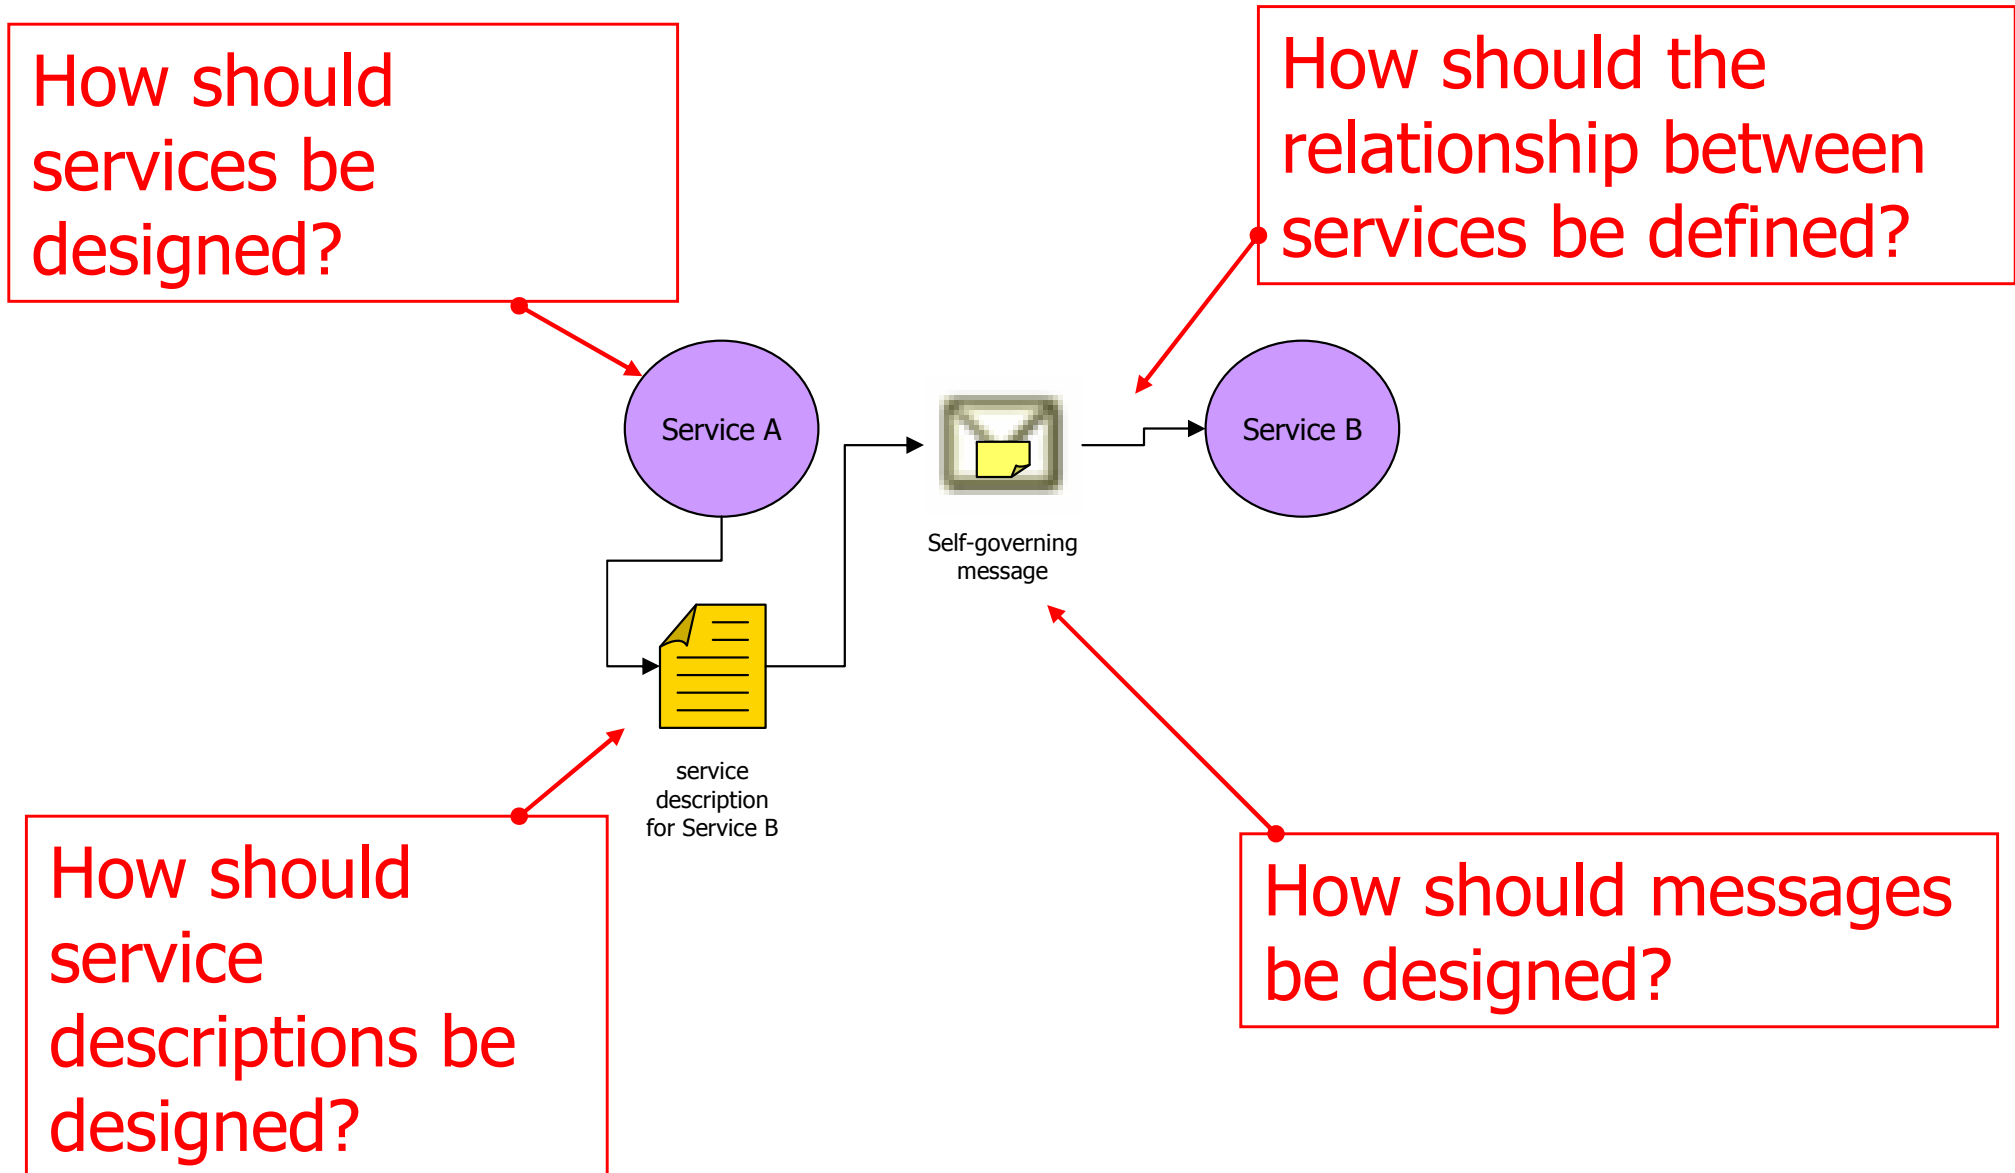 How should
services be
designed?
How should the
relationship between
services be defined?
Service A
Service B
Self-governing
message
service
description
for Service B
How should
service
descriptions be
designed?
How should messages
be designed?